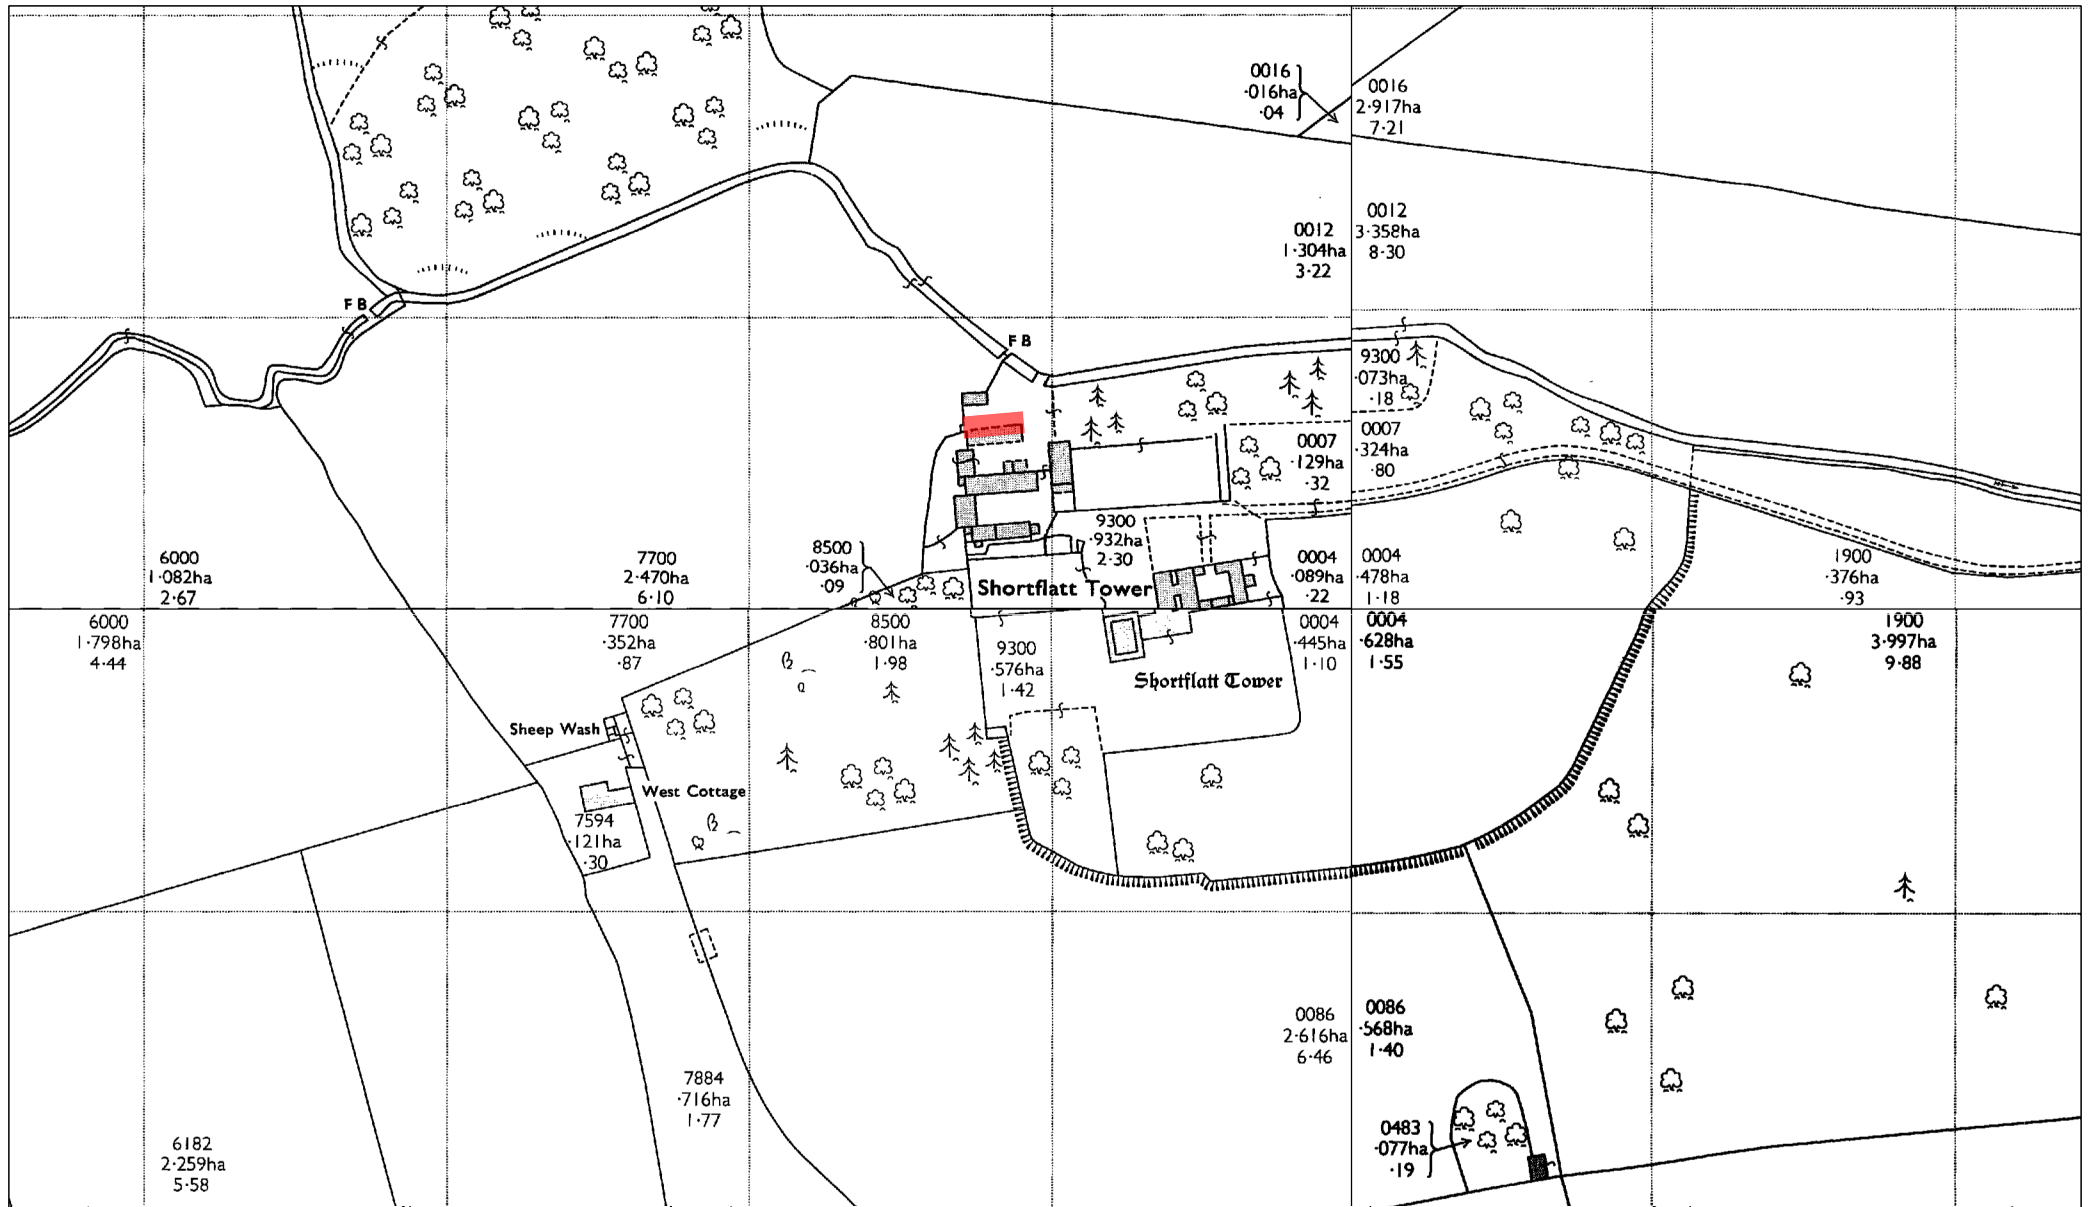 0016
·016ha
·04
0016
2·917ha
7·21
0012
1·304ha
3·22
0012
3·358ha
8·30
F B
F B
9300
·073ha
·18
0007
·129ha
·32
0007
·324ha
·80
9300
·932ha
2·30
8500
·036ha
·09
6000
1·082ha
2·67
7700
2·470ha
6·10
Shortflatt Tower
0004
·089ha
·22
0004
·478ha
1·18
1900
·376ha
·93
6000
1·798ha
4·44
7700
·352ha
·87
8500
·801ha
1·98
9300
·576ha
1·42
0004
·445ha
1·10
0004
·628ha
1·55
1900
3·997ha
9·88
Shortflatt Tower
Sheep Wash
West Cottage
7594
·121ha
·30
0086
2·616ha
6·46
0086
·568ha
1·40
7884
·716ha
1·77
6182
2·259ha
5·58
0483
·077ha
·19